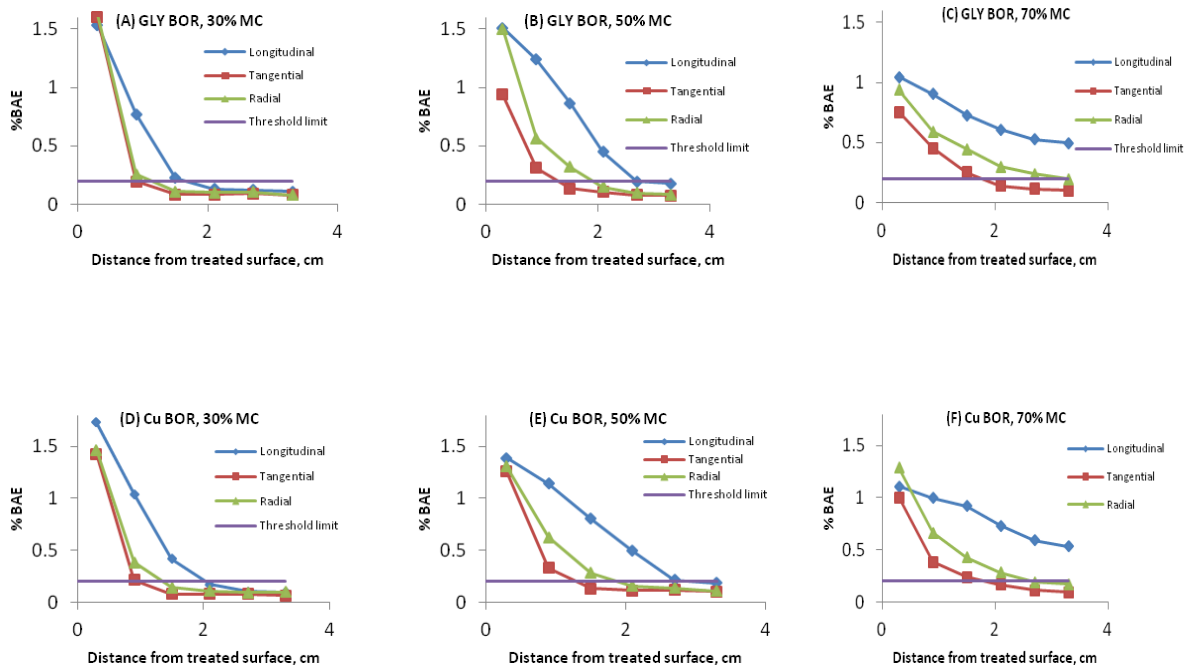 (A) GLY BOR, 30% MC
1.5
1
0.5
0
%BAE
Longitudinal
Tangential
Radial
Threshold limit
0
2
4
Distance from treated surface, cm
(B) GLY BOR, 50% MC
1.5
1
0.5
0
% BAE
Longitudinal
Tangential
Radial
Threshold limit
0
2
4
Distance from treated surface, cm
(C) GLY BOR, 70% MC
1.5
1
0.5
0
% BAE
Longitudinal
Tangential
Radial
Threshold limit
0
2
4
Distance from treated surface, cm
(D) Cu BOR, 30% MC
1.5
1
0.5
0
% BAE
Longitudinal
Tangential
Radial
Threshold limit
0
2
4
Distance from treated surface, cm
(E) Cu BOR, 50% MC
1.5
1
0.5
0
% BAE
Longitudinal
Tangential
Radial
Threshold limit
0
2
4
Distance from treated surface, cm
(F) Cu BOR, 70% MC
1.5
1
0.5
0
% BAE
Longitudinal
Tangential
Radial
0
2
4
Distance from treated surface, cm